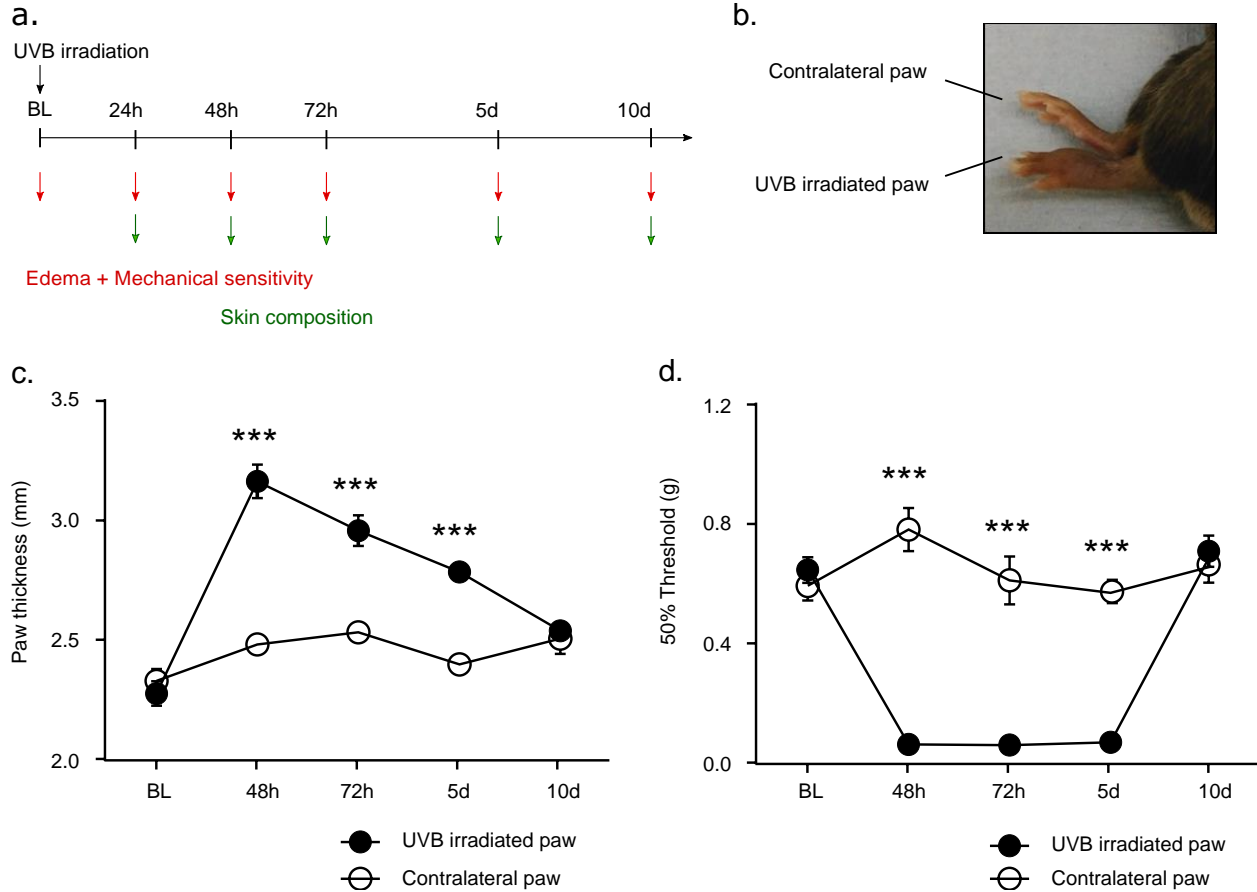 a.
UVB irradiation
BL 24h 48h 72h 5d 10d
Edema + Mechanical sensitivity
Skin composition
b.
Contralateral paw
UVB irradiated paw
c.
Paw thickness (mm)
3.5
3.0
2.5
2.0
***
***
***
BL 48h 72h 5d 10d
UVB irradiated paw
Contralateral paw
d.
50% Threshold (g)
1.2
0.8
0.4
0.0
***
***
***
BL 48h 72h 5d 10d
UVB irradiated paw
Contralateral paw